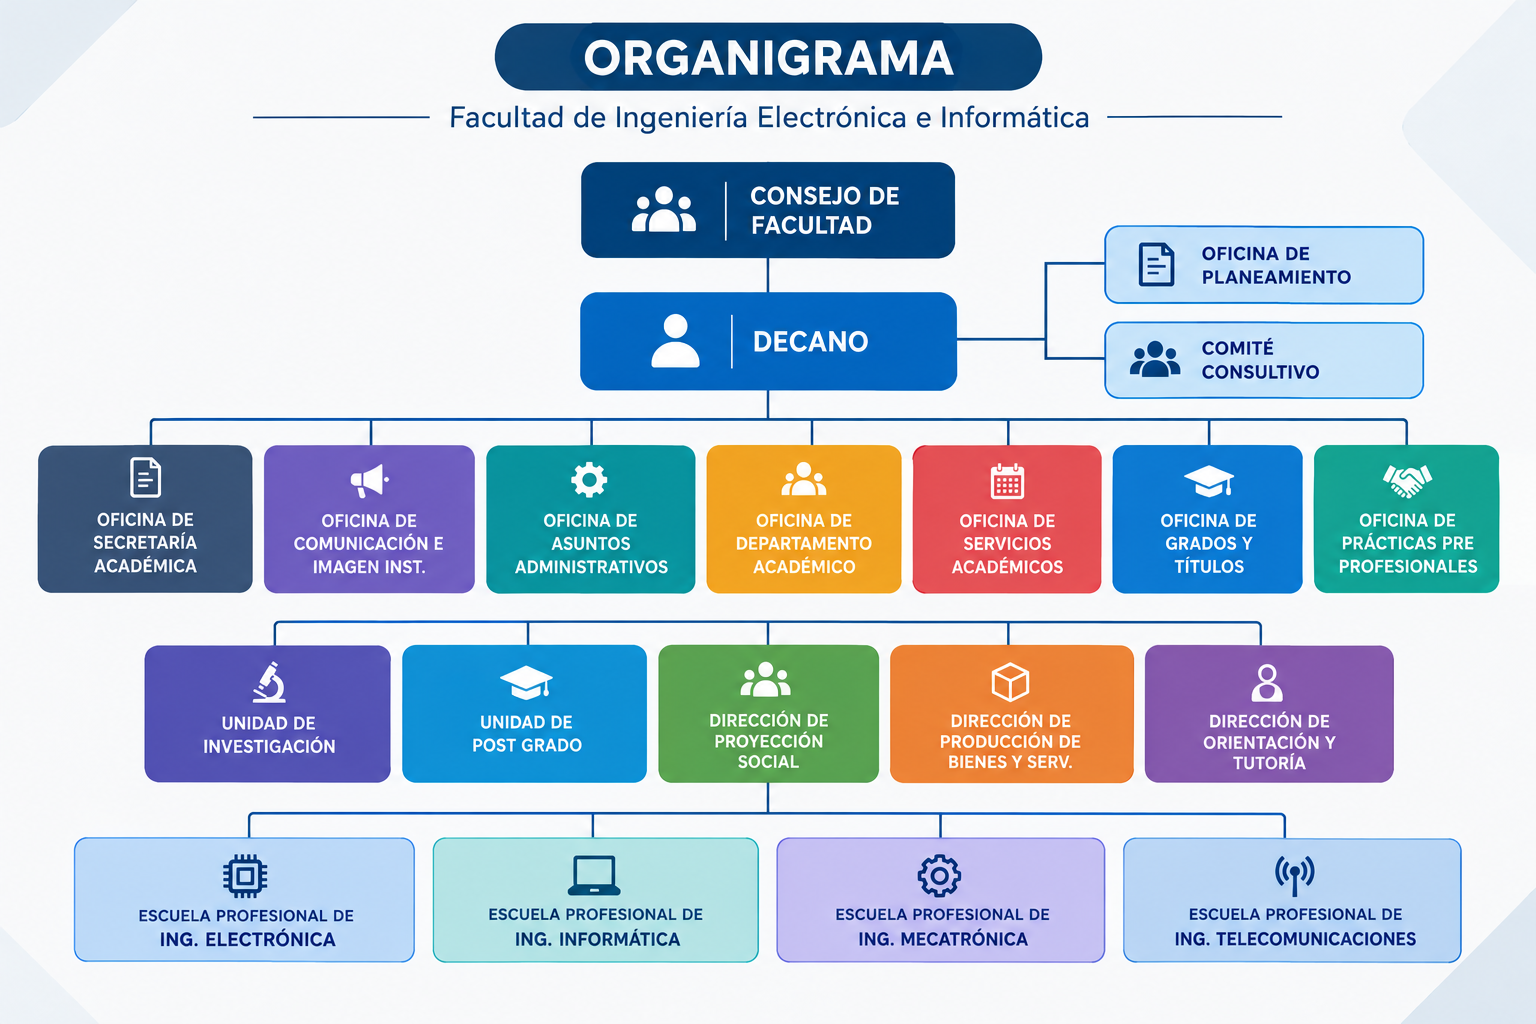 ORGANIGRAMA
Facultad de Ingeniería Electrónica e Informática
CONSEJO DE
FACULTAD
DECANO
OFICINA DE
PLANEAMIENTO
COMITÉ
CONSULTIVO
OFICINA DE
SECRETARÍA
ACADÉMICA
OFICINA DE
COMUNICACIÓN E
IMAGEN INST.
OFICINA DE
ASUNTOS
ADMINISTRATIVOS
OFICINA DE
DEPARTAMENTO
ACADÉMICO
OFICINA DE
SERVICIOS
ACADÉMICOS
OFICINA DE
GRADOS Y
TÍTULOS
OFICINA DE
PRÁCTICAS PRE
PROFESIONALES
UNIDAD DE
INVESTIGACIÓN
UNIDAD DE
POST GRADO
DIRECCIÓN DE
PROYECCIÓN
SOCIAL
DIRECCIÓN DE
PRODUCCIÓN DE
BIENES Y SERV.
DIRECCIÓN DE
ORIENTACIÓN Y
TUTORÍA
ESCUELA PROFESIONAL DE
ING. ELECTRÓNICA
ESCUELA PROFESIONAL DE
ING. INFORMÁTICA
ESCUELA PROFESIONAL DE
ING. MECATRÓNICA
ESCUELA PROFESIONAL DE
ING. TELECOMUNICACIONES